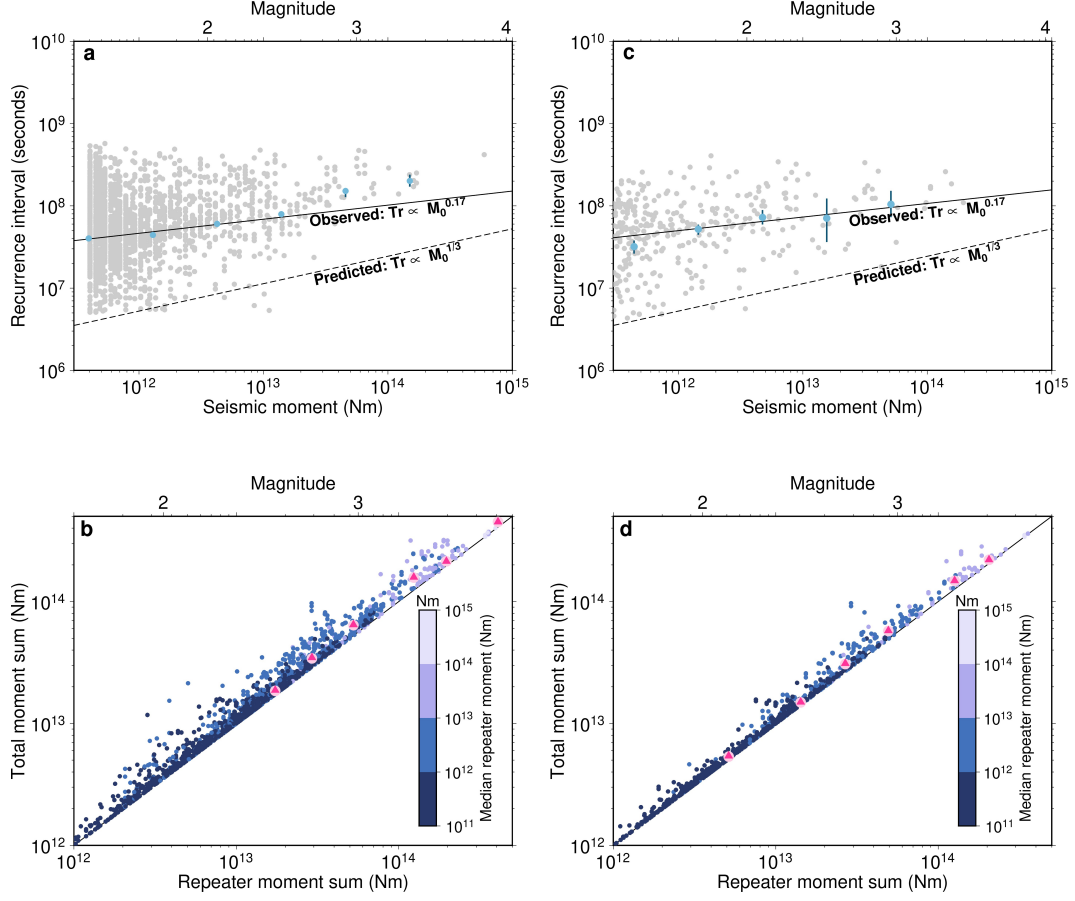 Magnitude
2 3 4
a
10^10
10^9
10^8
10^7
10^6
Recurrence interval (seconds)
Observed: Tr ∝ M_0^0.17
Predicted: Tr ∝ M_0^1/3
10^12 10^13 10^14 10^15
Seismic moment (Nm)
Magnitude
2 3 4
c
10^10
10^9
10^8
10^7
10^6
Recurrence interval (seconds)
Observed: Tr ∝ M_0^0.17
Predicted: Tr ∝ M_0^1/3
10^12 10^13 10^14 10^15
Seismic moment (Nm)
Magnitude
2 3
b
10^14
10^13
10^12
Total moment sum (Nm)
Nm
10^15
10^14
10^13
10^12
10^11
Median repeater moment (Nm)
10^12 10^13 10^14
Repeater moment sum (Nm)
Magnitude
2 3
d
10^14
10^13
10^12
Total moment sum (Nm)
Nm
10^15
10^14
10^13
10^12
10^11
Median repeater moment (Nm)
10^12 10^13 10^14
Repeater moment sum (Nm)